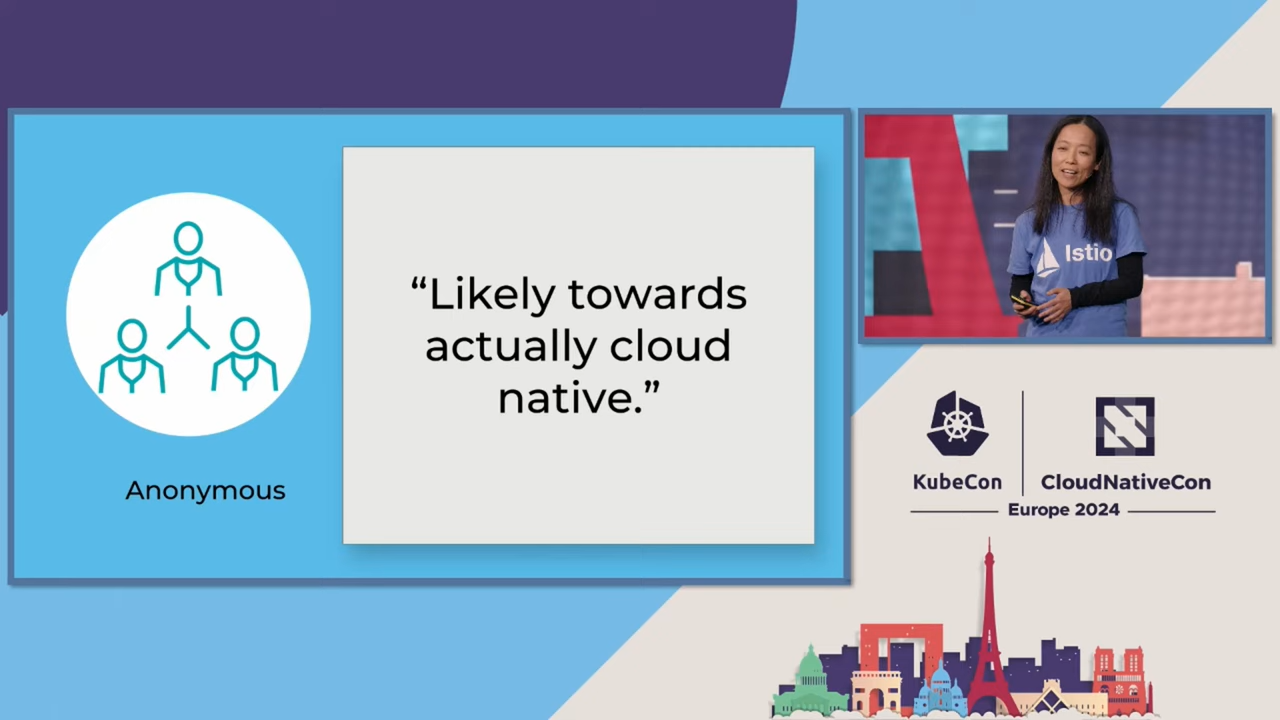 “Likely towards
actually cloud
native.”
Anonymous
Istio
KubeCon
CloudNativeCon
Europe 2024